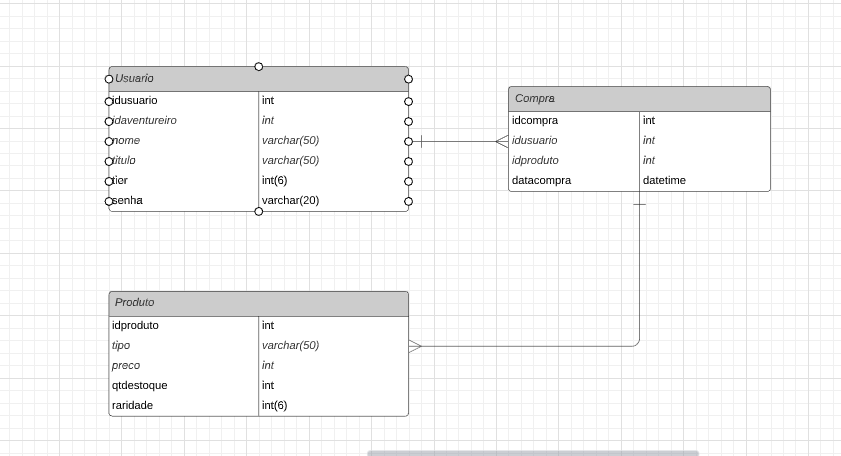 Usuario
idusuario int
idaventureiro int
nome varchar(50)
titulo varchar(50)
tier int(6)
senha varchar(20)
Compra
idcompra int
idusuario int
idproduto int
datacompra datetime
Produto
idproduto int
tipo varchar(50)
preco int
qtdestoque int
raridade int(6)